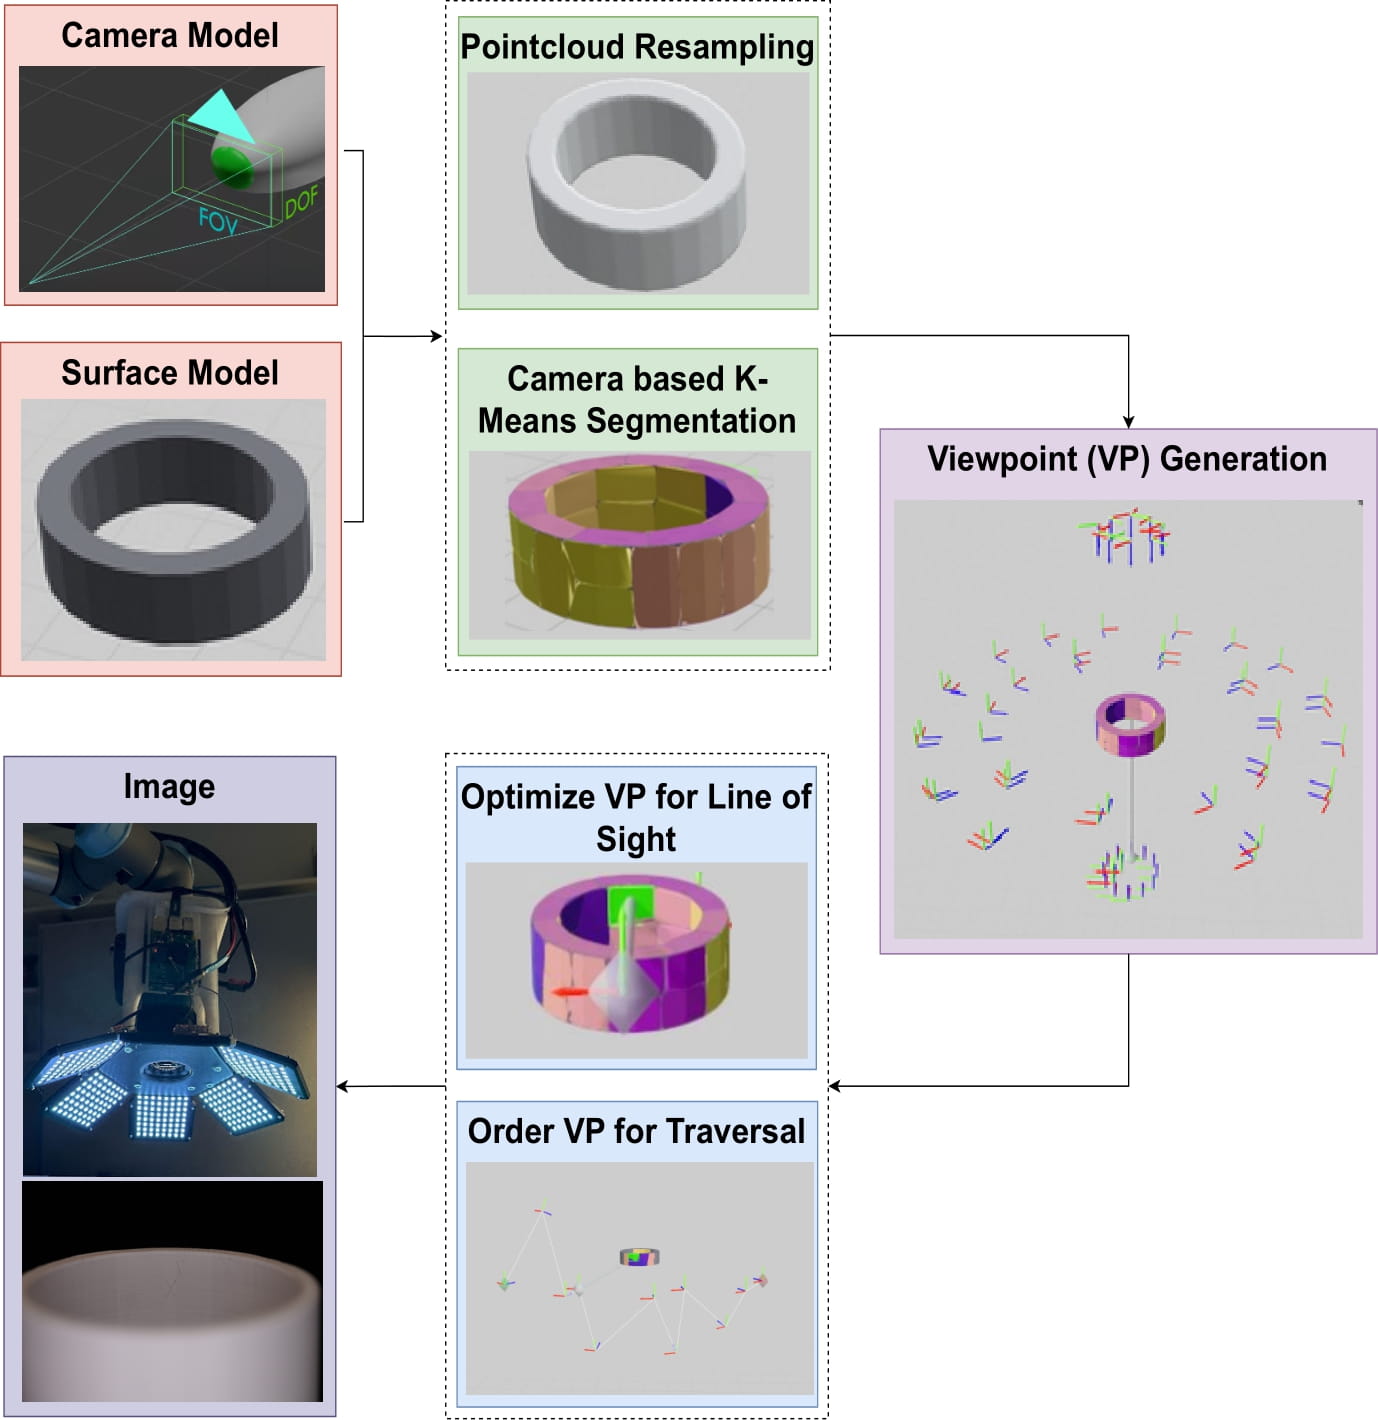 Camera Model
FOV
DOF
Surface Model
Pointcloud Resampling
Camera based K-
Means Segmentation
Viewpoint (VP) Generation
Optimize VP for Line of
Sight
Order VP for Traversal
Image